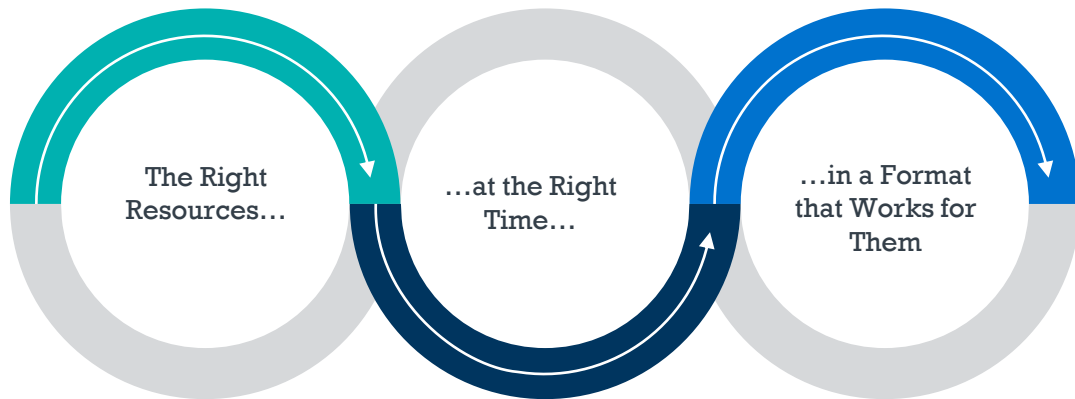 The Right
Resources…
…at the Right
Time…
…in a Format
that Works for
Them